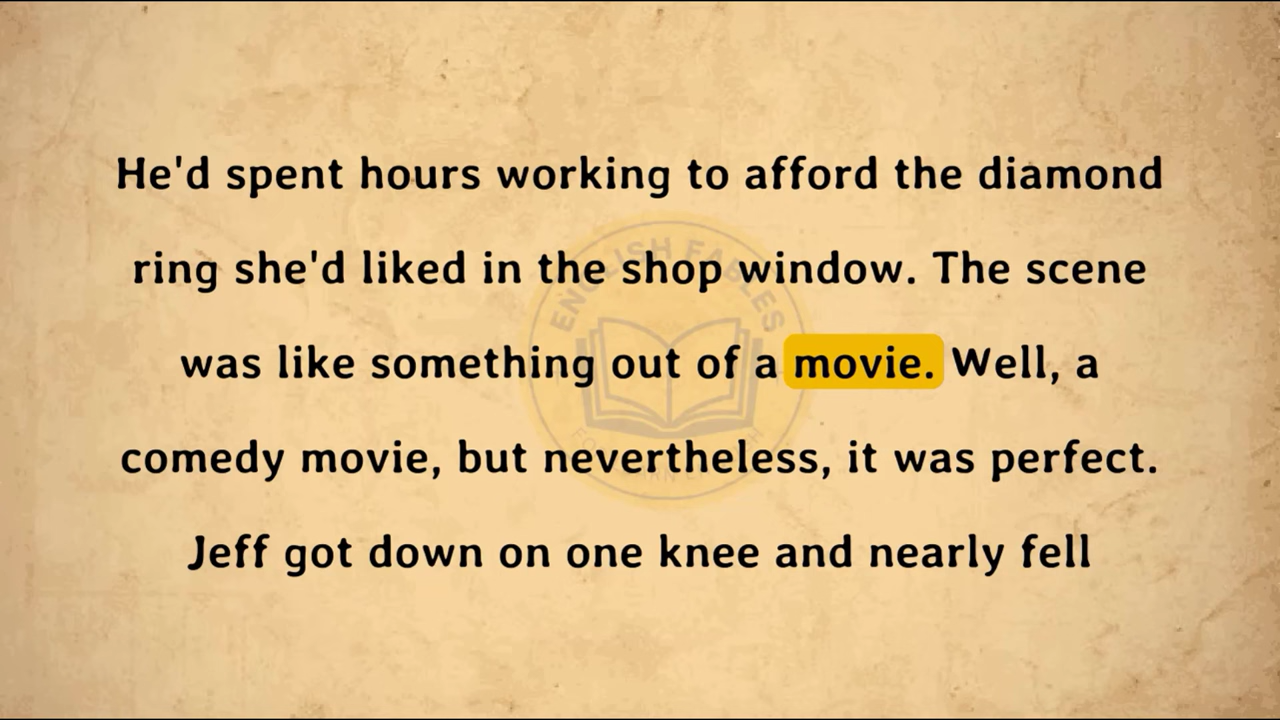 He'd spent hours working to afford the diamond
ring she'd liked in the shop window. The scene
was like something out of a movie. Well, a
comedy movie, but nevertheless, it was perfect.
Jeff got down on one knee and nearly fell
ENGLISH FABLES